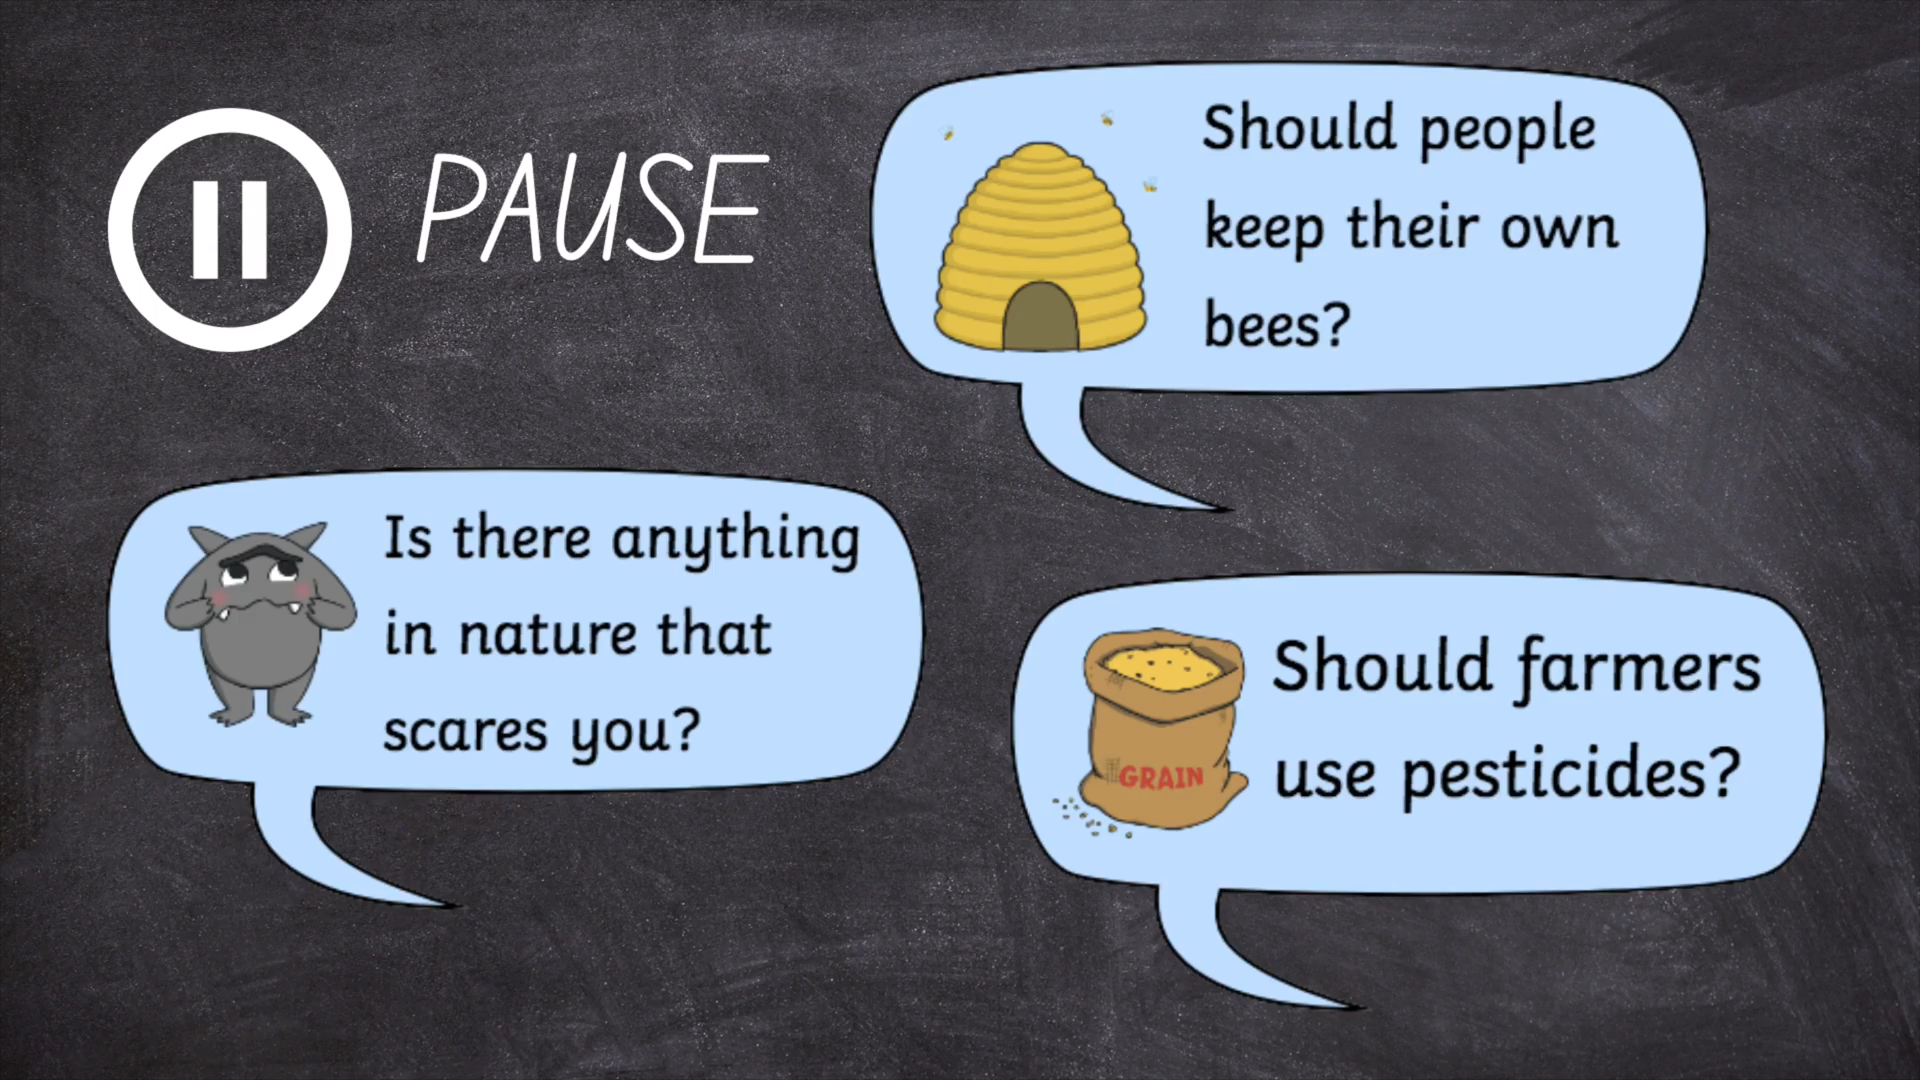 PAUSE
Should people
keep their own
bees?
Is there anything
in nature that
scares you?
Should farmers
use pesticides?
GRAIN